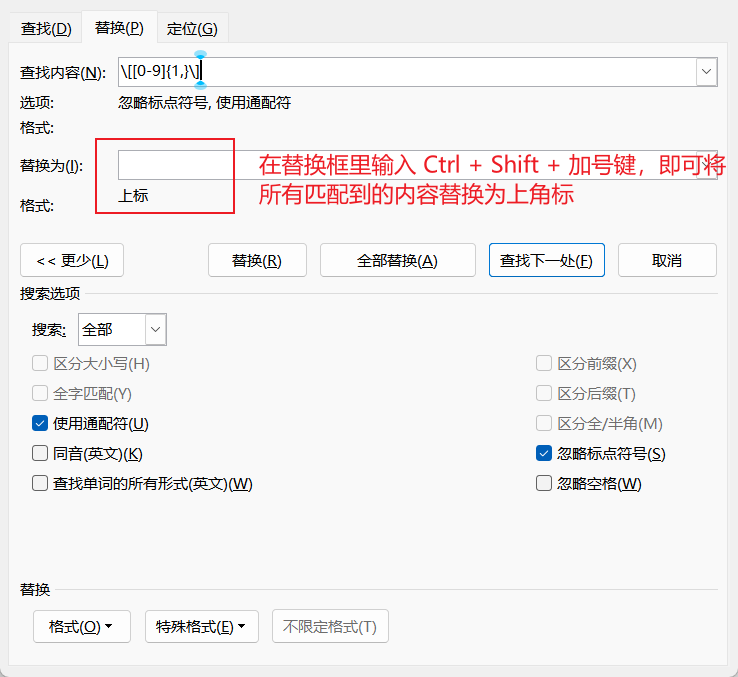 查找(D) 替换(P) 定位(G)
查找内容(N): \[[0-9]{1,}\]
选项: 忽略标点符号, 使用通配符
格式:
替换为(I):
在替换框里输入 Ctrl + Shift + 加号键，即可将
所有匹配到的内容替换为上角标
格式: 上标
<< 更少(L) 替换(R) 全部替换(A) 查找下一处(F) 取消
搜索选项
搜索: 全部
区分大小写(H) 区分前缀(X)
全字匹配(Y) 区分后缀(T)
使用通配符(U) 区分全/半角(M)
同音(英文)(K) 忽略标点符号(S)
查找单词的所有形式(英文)(W) 忽略空格(W)
替换
格式(O) 特殊格式(E) 不限定格式(T)